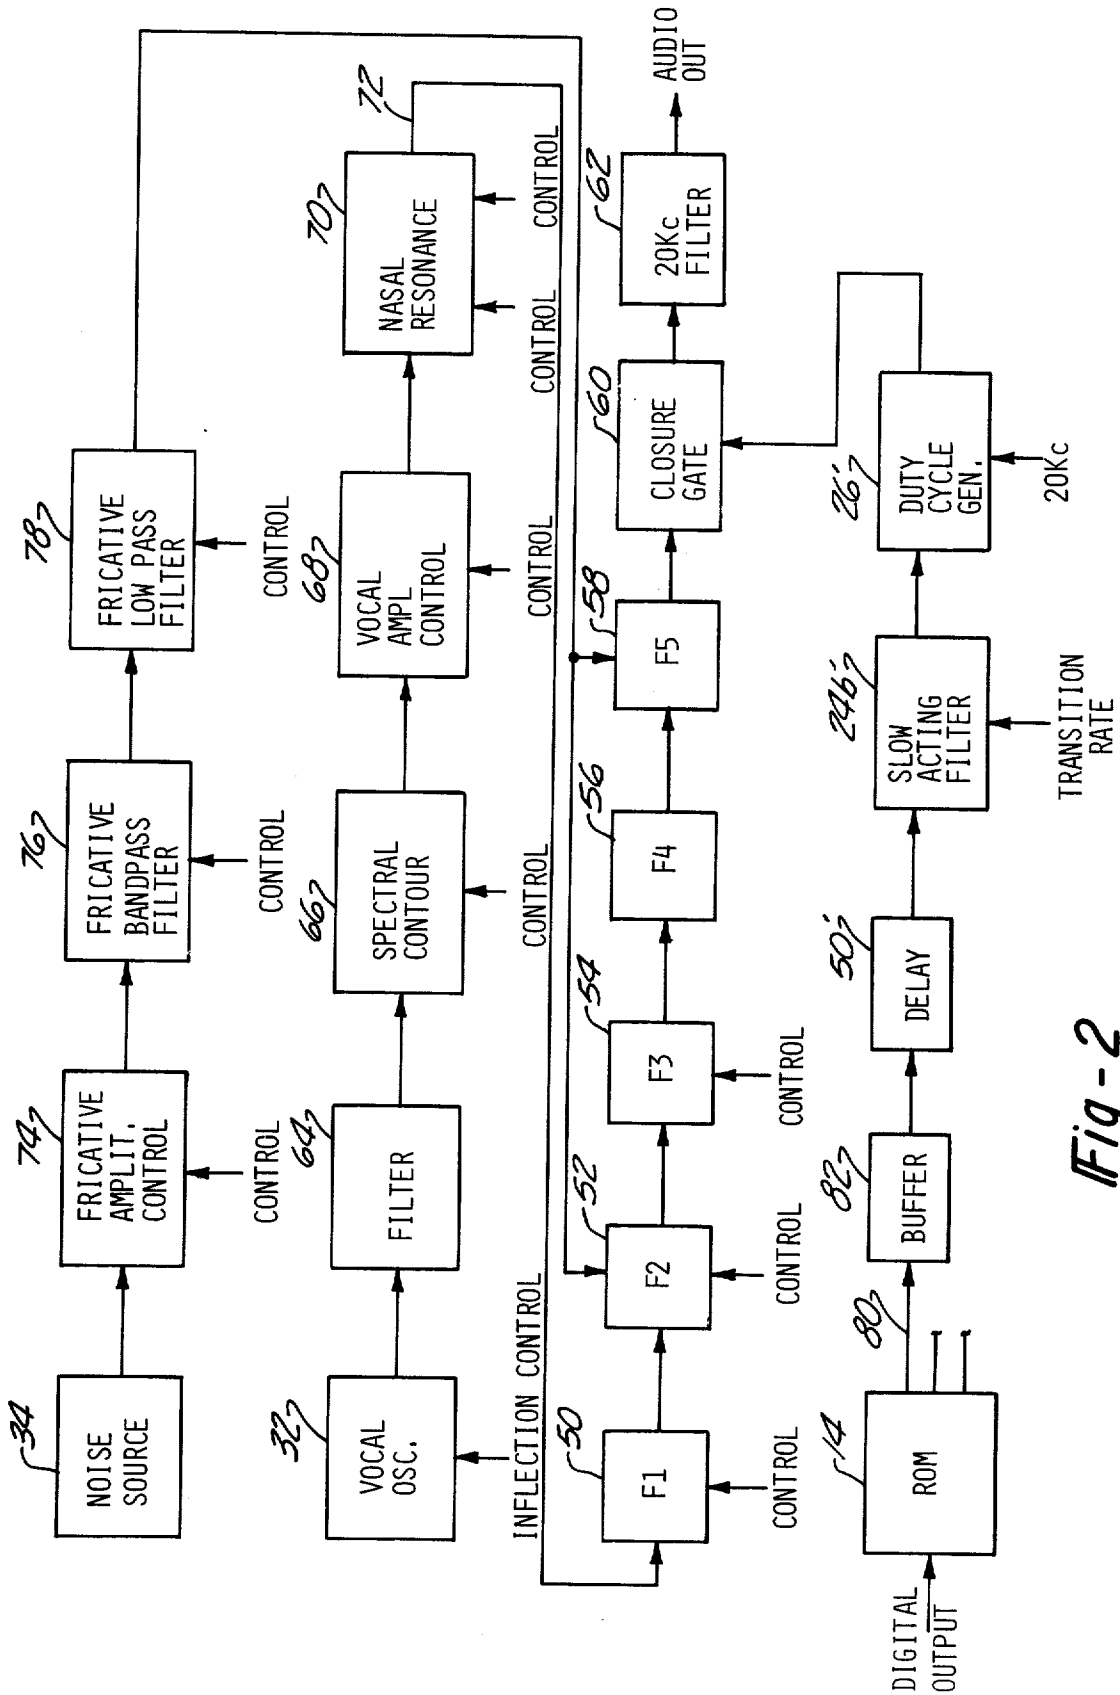 34
NOISE
SOURCE
74
FRICATIVE
AMPLIT.
CONTROL
CONTROL
76
FRICATIVE
BANDPASS
FILTER
CONTROL
78
FRICATIVE
LOW PASS
FILTER
CONTROL
32
VOCAL
OSC.
INFLECTION CONTROL
64
FILTER
66
SPECTRAL
CONTOUR
CONTROL
68
VOCAL
AMPL
CONTROL
CONTROL
70
NASAL
RESONANCE
CONTROL
CONTROL
72
50
F1
CONTROL
52
F2
CONTROL
54
F3
CONTROL
56
F4
58
F5
60
CLOSURE
GATE
62
20Kc
FILTER
AUDIO
OUT
DIGITAL
OUTPUT
14
ROM
80
82
BUFFER
50'
DELAY
24b'
SLOW
ACTING
FILTER
TRANSITION
RATE
26'
DUTY
CYCLE
GEN.
20Kc
Fig-2